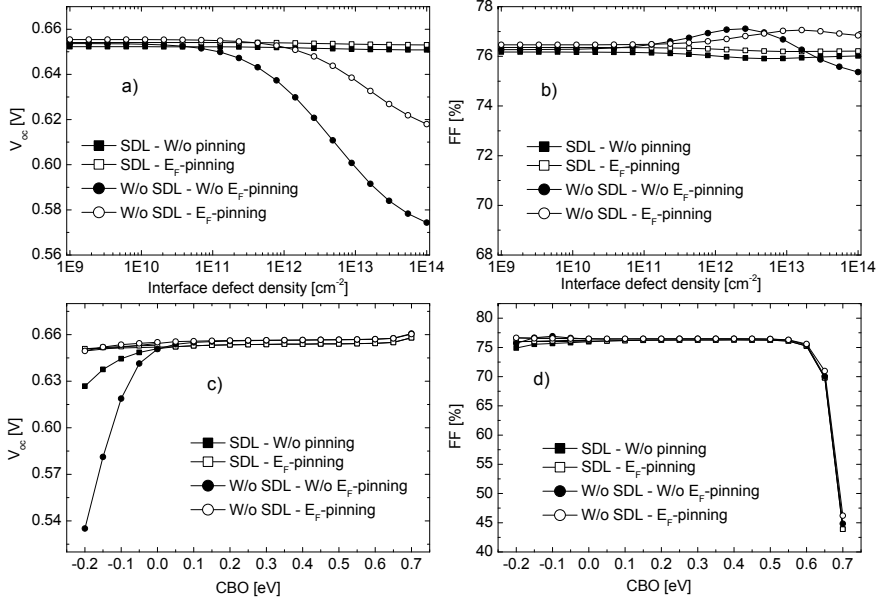 0.66
0.64
0.62
0.60
0.58
0.56
V_oc [V]
a)
SDL - W/o pinning
SDL - E_F-pinning
W/o SDL - W/o E_F-pinning
W/o SDL - E_F-pinning
1E9 1E10 1E11 1E12 1E13 1E14
Interface defect density [cm^-2]
78
76
74
72
70
68
FF [%]
b)
SDL - W/o pinning
SDL - E_F-pinning
W/o SDL - W/o E_F-pinning
W/o SDL - E_F-pinning
1E9 1E10 1E11 1E12 1E13 1E14
Interface defect density [cm^-2]
0.66
0.63
0.60
0.57
0.54
V_oc [V]
c)
SDL - W/o pinning
SDL - E_F-pinning
W/o SDL - W/o E_F-pinning
W/o SDL - E_F-pinning
-0.2 -0.1 0.0 0.1 0.2 0.3 0.4 0.5 0.6 0.7
CBO [eV]
80
75
70
65
60
55
50
45
40
FF [%]
d)
SDL - W/o pinning
SDL - E_F-pinning
W/o SDL - W/o E_F-pinning
W/o SDL - E_F-pinning
-0.2 -0.1 0.0 0.1 0.2 0.3 0.4 0.5 0.6 0.7
CBO [eV]